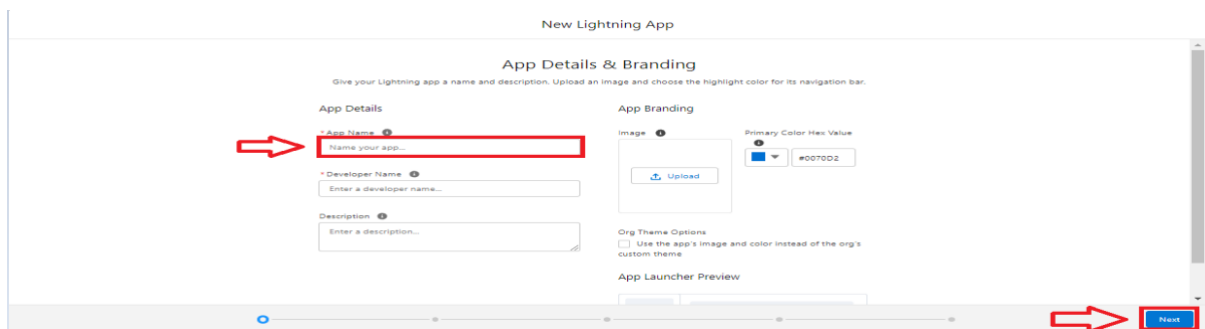 New Lightning App
App Details & Branding
Give your Lightning app a name and description. Upload an image and choose the highlight color for its navigation bar.
App Details
* App Name
Name your app...
* Developer Name
Enter a developer name...
Description
Enter a description...
App Branding
Image
Upload
Primary Color Hex Value
#0070D2
Org Theme Options
Use the app's image and color instead of the org's
custom theme
App Launcher Preview
Next